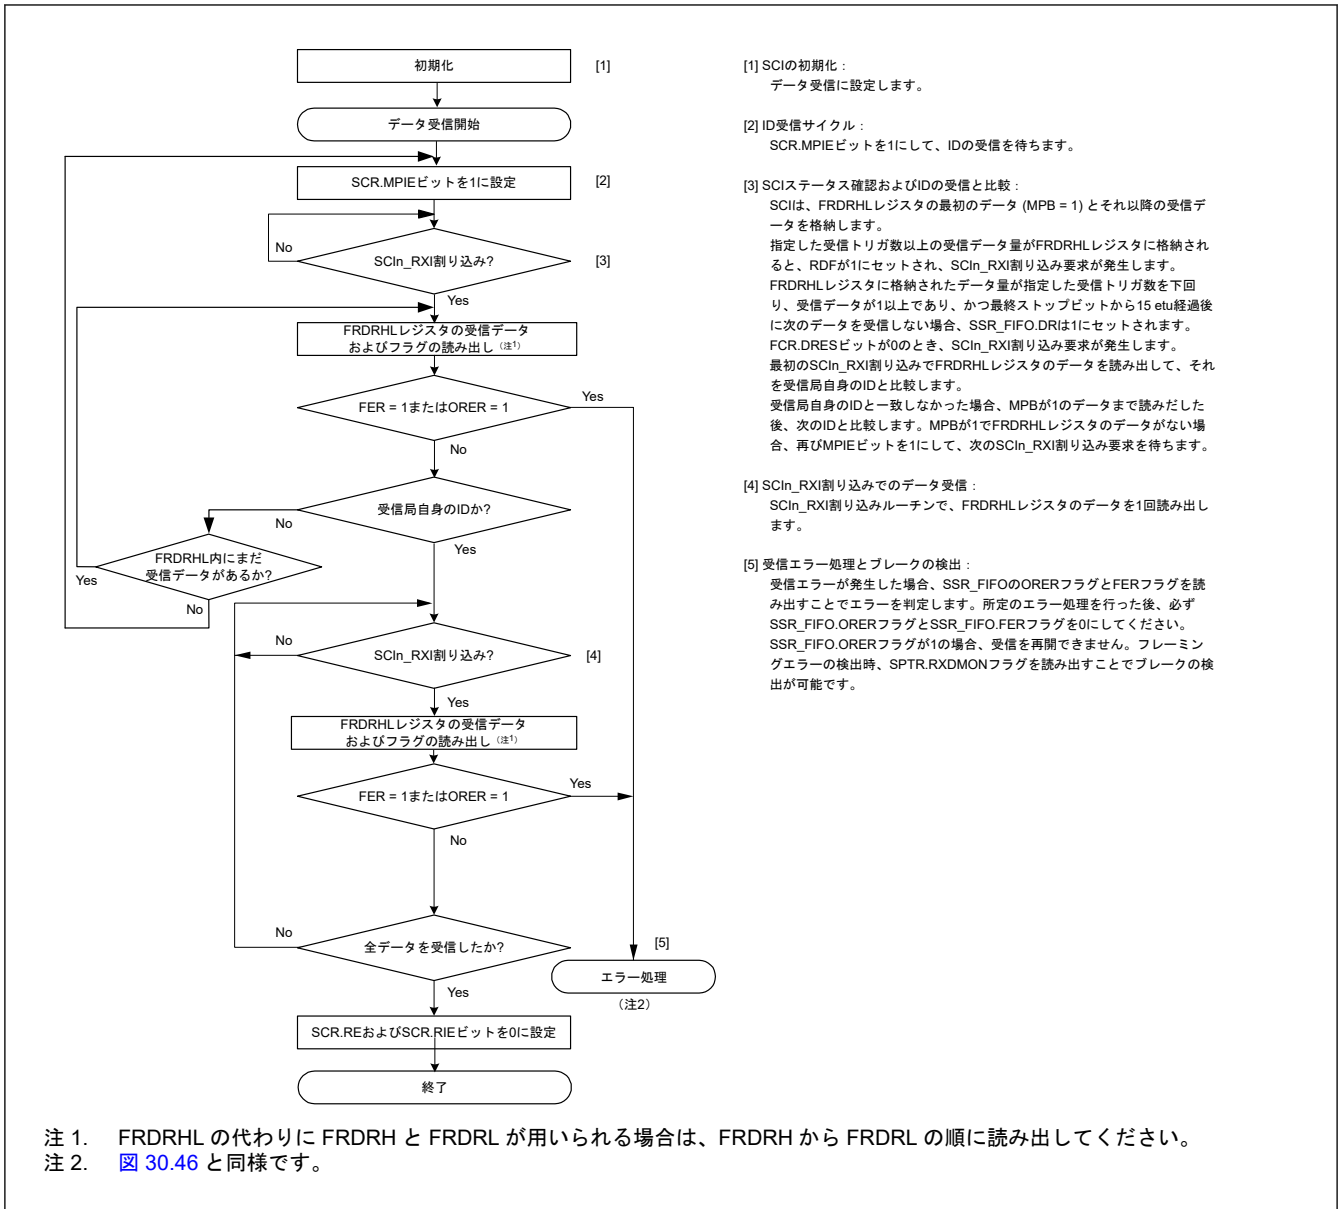 初期化
[1]
データ受信開始
SCR.MPIEビットを1に設定
[2]
No
SCIn_RXI割り込み?
[3]
Yes
FRDRHLレジスタの受信データ
およびフラグの読み出し（注1）
FER = 1またはORER = 1
Yes
No
受信局自身のIDか?
No
Yes
FRDRHL内にまだ
受信データがあるか?
Yes
No
No
SCIn_RXI割り込み?
[4]
Yes
FRDRHLレジスタの受信データ
およびフラグの読み出し（注1）
FER = 1またはORER = 1
Yes
No
No
全データを受信したか?
[5]
エラー処理
（注2）
Yes
SCR.REおよびSCR.RIEビットを0に設定
終了
[1] SCIの初期化：
データ受信に設定します。
[2] ID受信サイクル：
SCR.MPIEビットを1にして、IDの受信を待ちます。
[3] SCIステータス確認およびIDの受信と比較：
SCIは、FRDRHLレジスタの最初のデータ (MPB = 1) とそれ以降の受信デ
ータを格納します。
指定した受信トリガ数以上の受信データ量がFRDRHLレジスタに格納され
ると、RDFが1にセットされ、SCIn_RXI割り込み要求が発生します。
FRDRHLレジスタに格納されたデータ量が指定した受信トリガ数を下回
り、受信データが1以上であり、かつ最終ストップビットから15 etu経過後
に次のデータを受信しない場合、SSR_FIFO.DRは1にセットされます。
FCR.DRESビットが0のとき、SCIn_RXI割り込み要求が発生します。
最初のSCIn_RXI割り込みでFRDRHLレジスタのデータを読み出して、それ
を受信局自身のIDと比較します。
受信局自身のIDと一致しなかった場合、MPBが1のデータまで読みだした
後、次のIDと比較します。MPBが1でFRDRHLレジスタのデータがない場
合、再びMPIEビットを1にして、次のSCIn_RXI割り込み要求を待ちます。
[4] SCIn_RXI割り込みでのデータ受信：
SCIn_RXI割り込みルーチンで、FRDRHLレジスタのデータを1回読み出し
ます。
[5] 受信エラー処理とブレークの検出：
受信エラーが発生した場合、SSR_FIFOのORERフラグとFERフラグを読
み出すことでエラーを判定します。所定のエラー処理を行った後、必ず
SSR_FIFO.ORERフラグとSSR_FIFO.FERフラグを0にしてください。
SSR_FIFO.ORERフラグが1の場合、受信を再開できません。フレーミン
グエラーの検出時、SPTR.RXDMONフラグを読み出すことでブレークの検
出が可能です。
注 1. FRDRHL の代わりに FRDRH と FRDRL が用いられる場合は、FRDRH から FRDRL の順に読み出してください。
注 2. 図 30.46 と同様です。